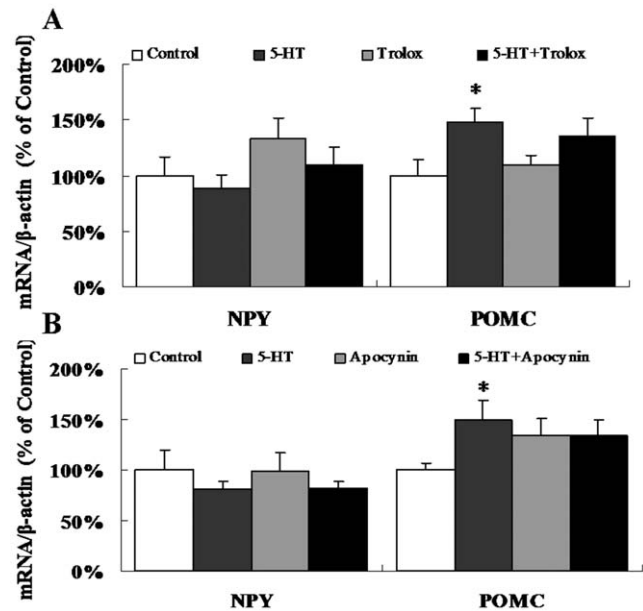 A
Control 5-HT Trolox 5-HT+Trolox
mRNA/β-actin (% of Control)
200%
*
150%
100%
50%
0%
NPY POMC
B
Control 5-HT Apocynin 5-HT+Apocynin
mRNA/β-actin (% of Control)
200%
*
150%
100%
50%
0%
NPY POMC